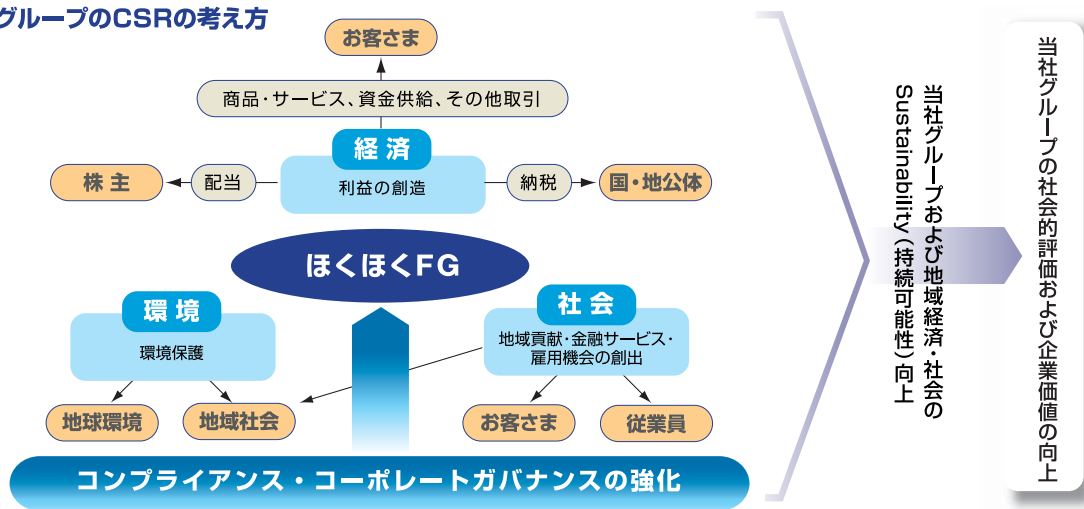 グループのCSRの考え方
お客さま
商品・サービス、資金供給、その他取引
経済
利益の創造
株主
配当
納税
国・地公体
ほくほくFG
環境
環境保護
社会
地域貢献・金融サービス・
雇用機会の創出
地球環境
地域社会
お客さま
従業員
コンプライアンス・コーポレートガバナンスの強化
当社グループおよび地域経済・社会の
Sustainability（持続可能性）向上
当社グループの社会的評価および企業価値の向上